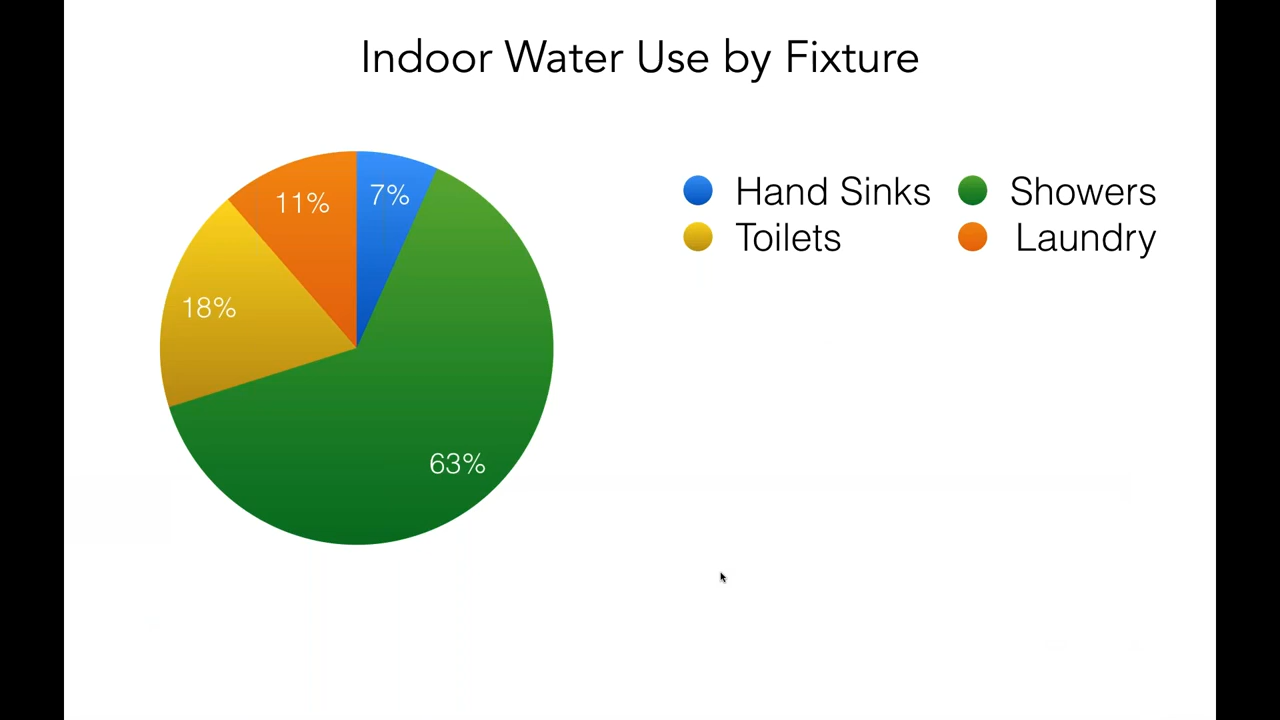 Indoor Water Use by Fixture
11% 7%
18%
63%
Hand Sinks Showers
Toilets Laundry